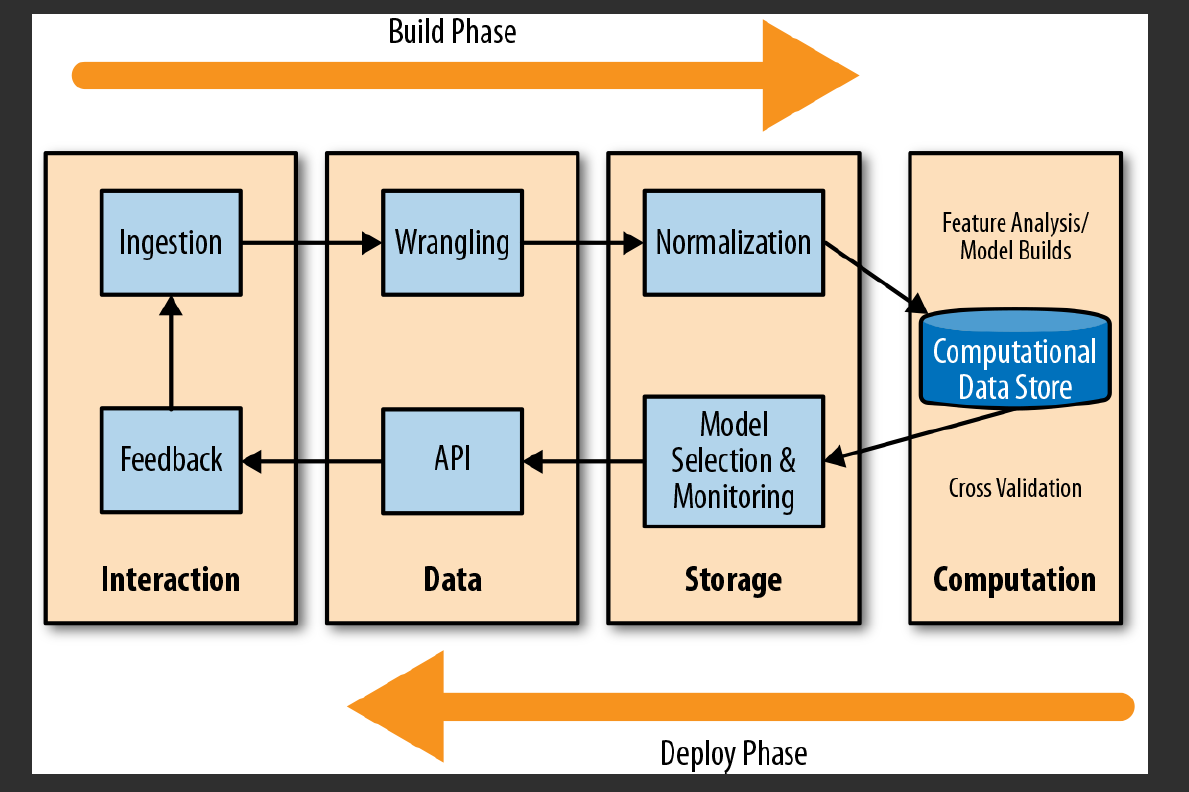 Build Phase
Ingestion
Wrangling
Normalization
Feature Analysis/
Model Builds
Computational
Data Store
Feedback
API
Model
Selection &
Monitoring
Cross Validation
Interaction
Data
Storage
Computation
Deploy Phase